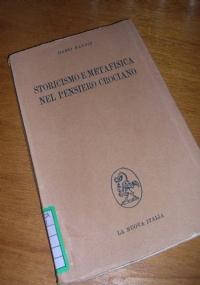 STORICISMO E METAFISICA
NEL PENSIERO CROCIANO
LA NUOVA ITALIA